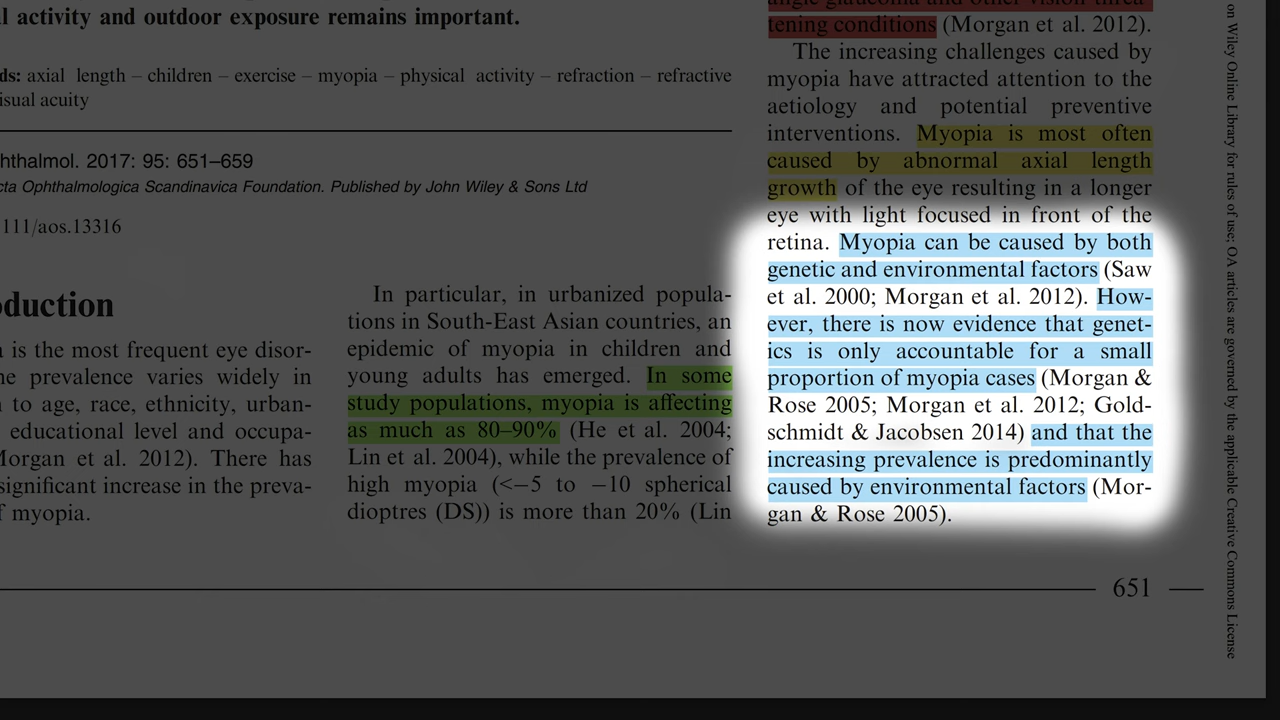 l activity and outdoor exposure remains important.
ds: axial length – children – exercise – myopia – physical activity – refraction – refractive
isual acuity
hthalmol. 2017: 95: 651–659
cta Ophthalmologica Scandinavica Foundation. Published by John Wiley & Sons Ltd
111/aos.13316
oduction
is the most frequent eye disor-
ne prevalence varies widely in
to age, race, ethnicity, urban-
educational level and occupa-
Morgan et al. 2012). There has
significant increase in the preva-
f myopia.
In particular, in urbanized popula-
tions in South-East Asian countries, an
epidemic of myopia in children and
young adults has emerged. In some
study populations, myopia is affecting
as much as 80–90% (He et al. 2004;
Lin et al. 2004), while the prevalence of
high myopia (<−5 to −10 spherical
dioptres (DS)) is more than 20% (Lin
angle glaucoma and other vision-threa-
tening conditions (Morgan et al. 2012).
The increasing challenges caused by
myopia have attracted attention to the
aetiology and potential preventive
interventions. Myopia is most often
caused by abnormal axial length
growth of the eye resulting in a longer
eye with light focused in front of the
retina. Myopia can be caused by both
genetic and environmental factors (Saw
et al. 2000; Morgan et al. 2012). How-
ever, there is now evidence that genet-
ics is only accountable for a small
proportion of myopia cases (Morgan &
Rose 2005; Morgan et al. 2012; Gold-
schmidt & Jacobsen 2014) and that the
increasing prevalence is predominantly
caused by environmental factors (Mor-
gan & Rose 2005).
651
on Wiley Online Library for rules of use; OA articles are governed by the applicable Creative Commons License